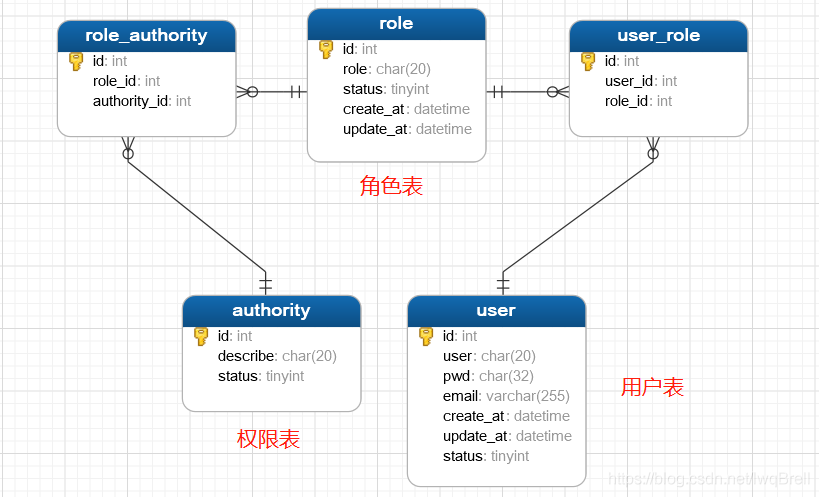 role_authority
id: int
role_id: int
authority_id: int
role
id: int
role: char(20)
status: tinyint
create_at: datetime
update_at: datetime
角色表
user_role
id: int
user_id: int
role_id: int
authority
id: int
describe: char(20)
status: tinyint
权限表
user
id: int
user: char(20)
pwd: char(32)
email: varchar(255)
create_at: datetime
update_at: datetime
status: tinyint
用户表
https://blog.csdn.net/lwqBrell